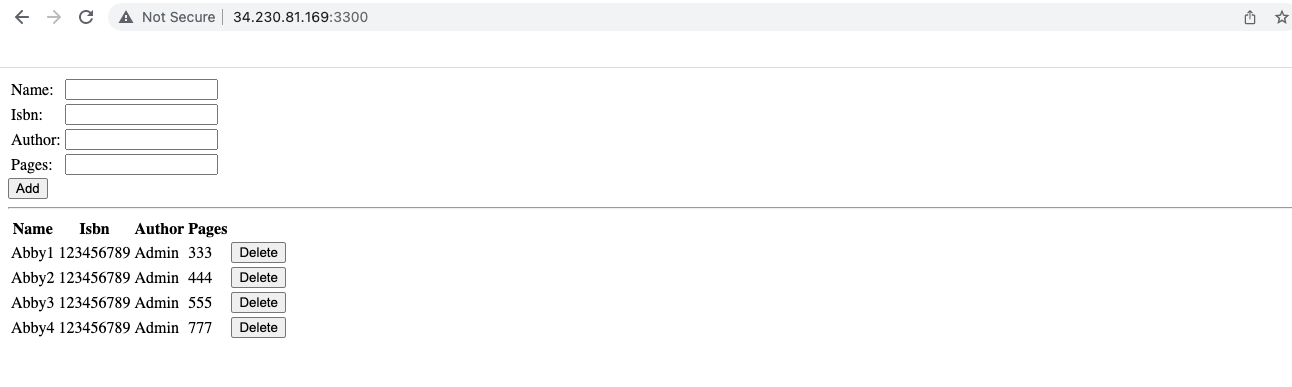 Not Secure 34.230.81.169:3300
Name:
Isbn:
Author:
Pages:
Add
Name Isbn Author Pages
Abby1 123456789 Admin 333 Delete
Abby2 123456789 Admin 444 Delete
Abby3 123456789 Admin 555 Delete
Abby4 123456789 Admin 777 Delete